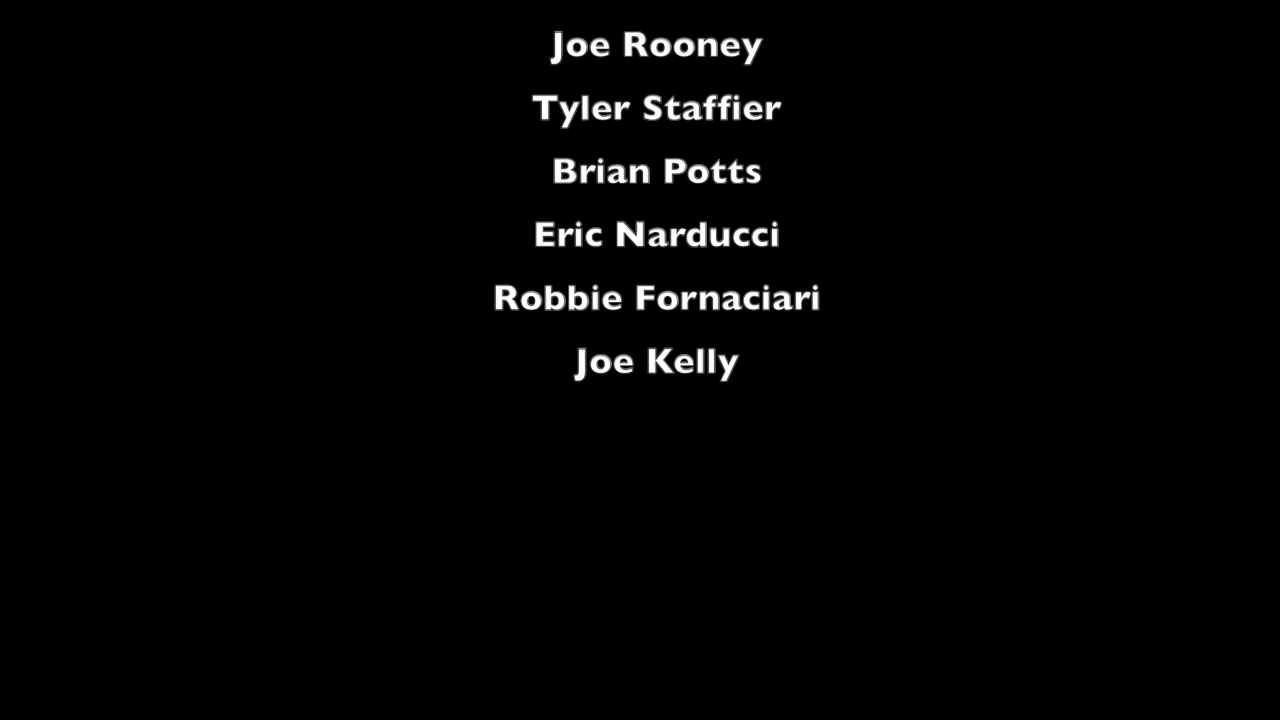 Joe Rooney
Tyler Staffier
Brian Potts
Eric Narducci
Robbie Fornaciari
Joe Kelly